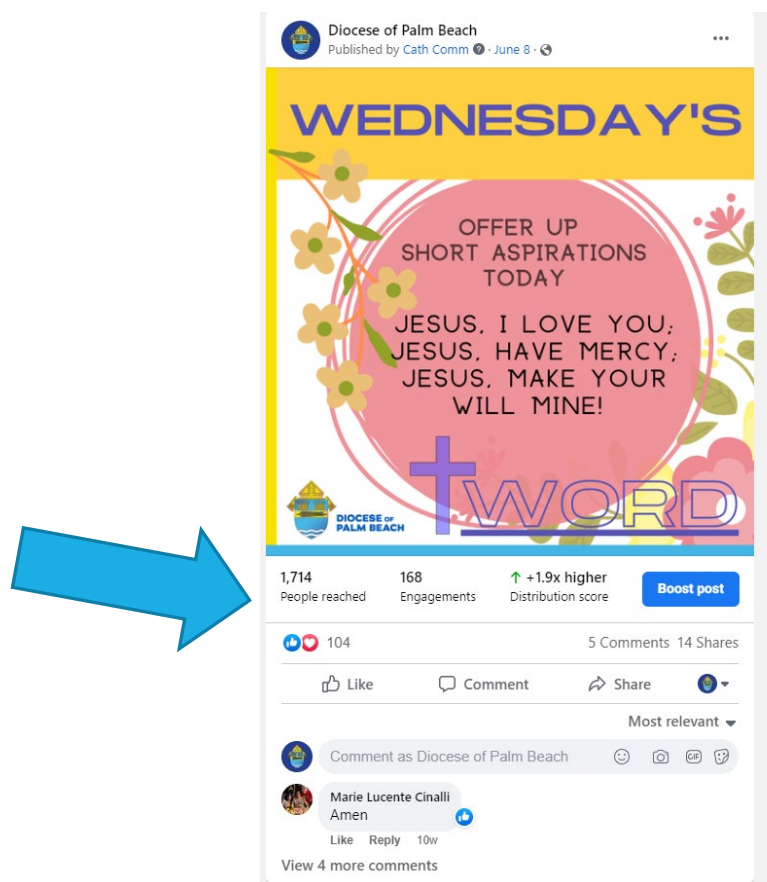 Diocese of Palm Beach
Published by Cath Comm · June 8 ·
WEDNESDAY'S
OFFER UP
SHORT ASPIRATIONS
TODAY
JESUS, I LOVE YOU;
JESUS, HAVE MERCY;
JESUS, MAKE YOUR
WILL MINE!
WORD
DIOCESE OF
PALM BEACH
1,714 168 +1.9x higher
People reached Engagements Distribution score Boost post
104 5 Comments 14 Shares
Like Comment Share
Most relevant
Comment as Diocese of Palm Beach GIF
Marie Lucente Cinalli
Amen
Like Reply 10w
View 4 more comments